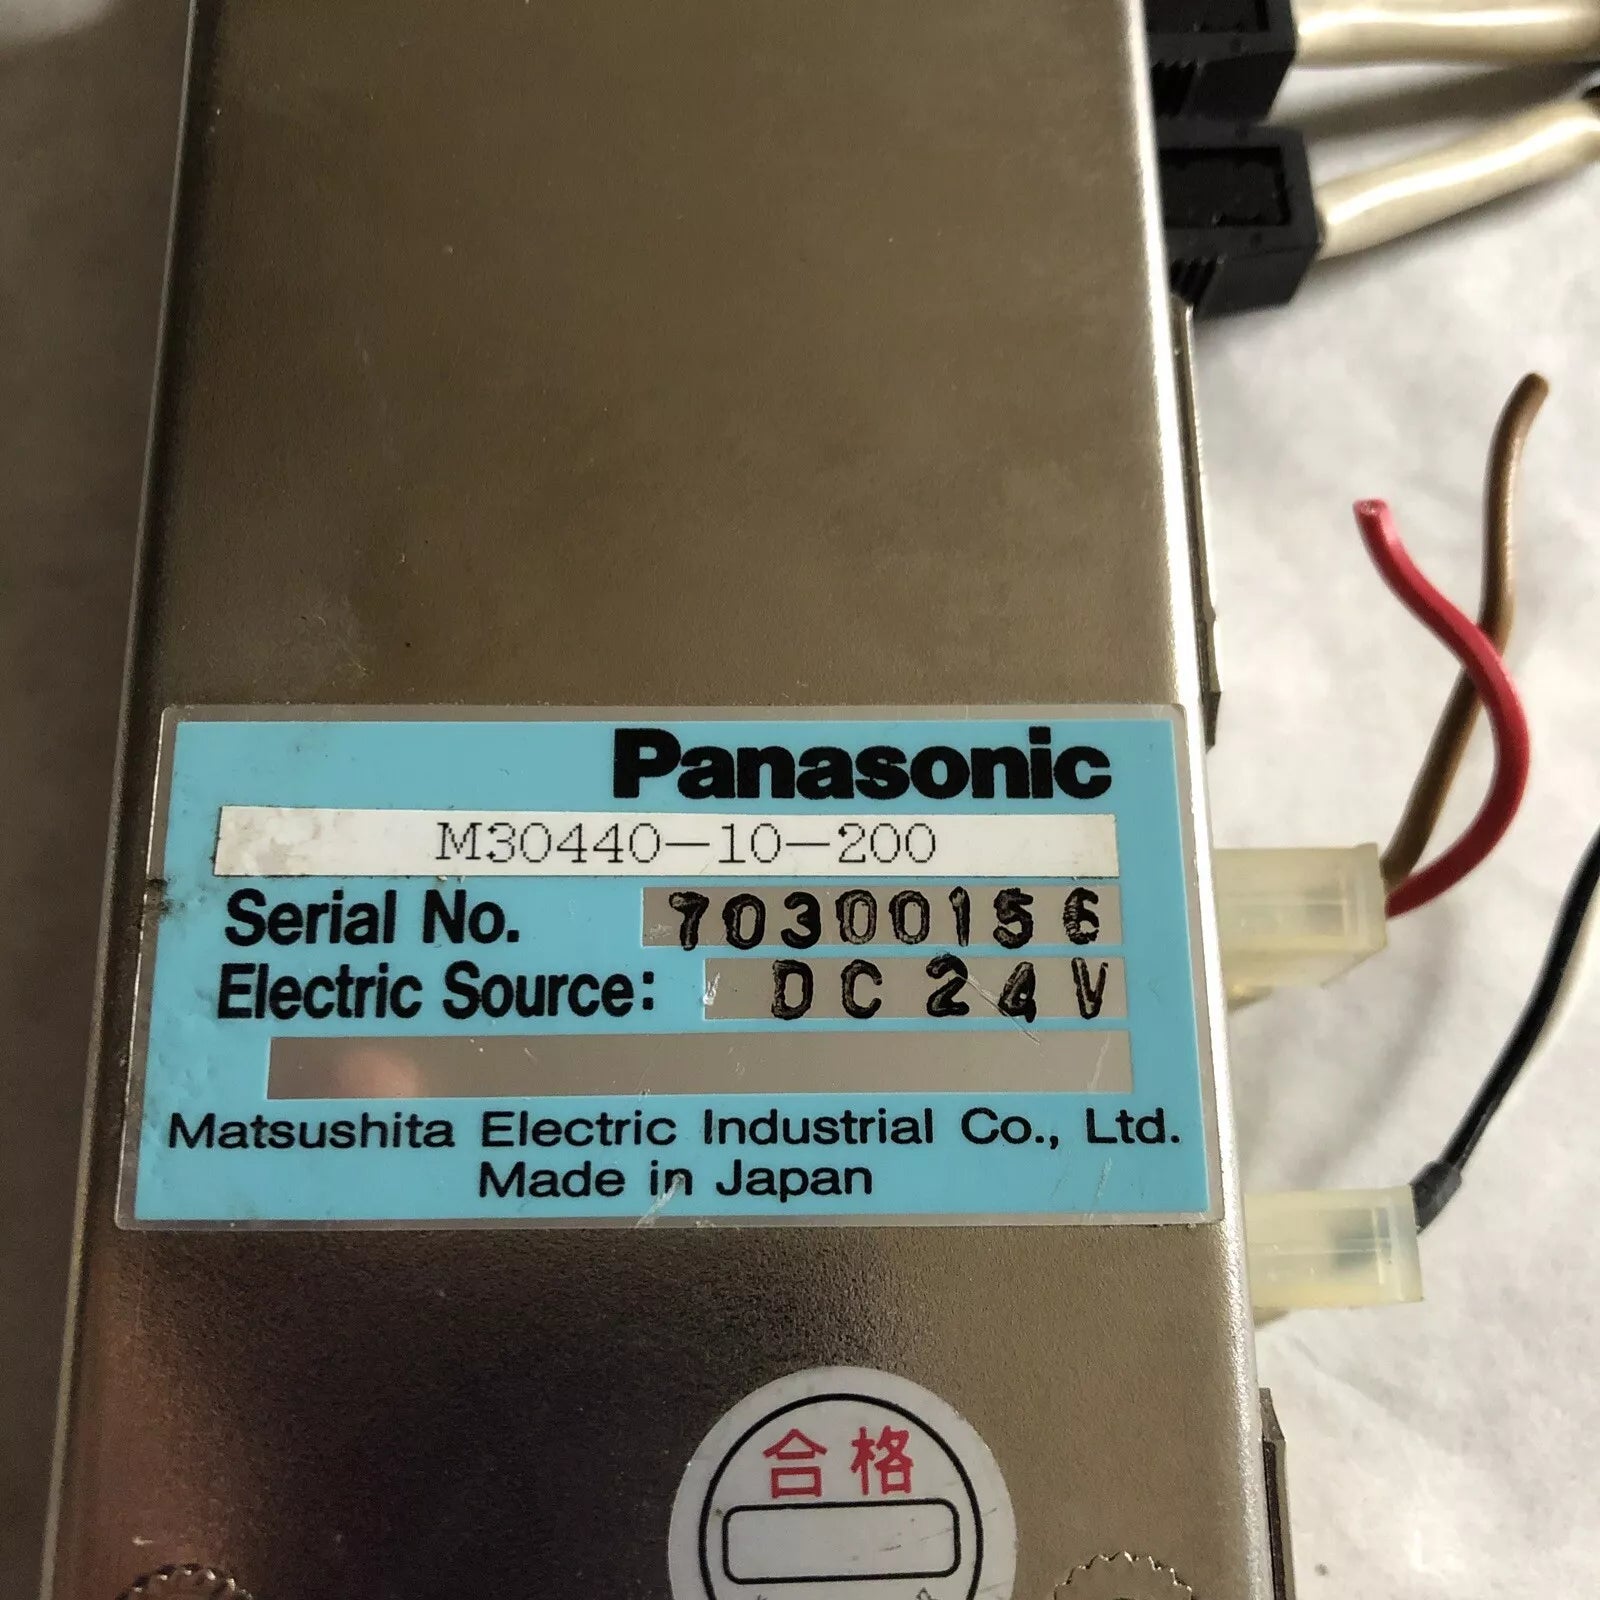 Panasonic
M30440-10-200
Serial No. 70300156
Electric Source: DC 24V
Matsushita Electric Industrial Co., Ltd.
Made in Japan
合格